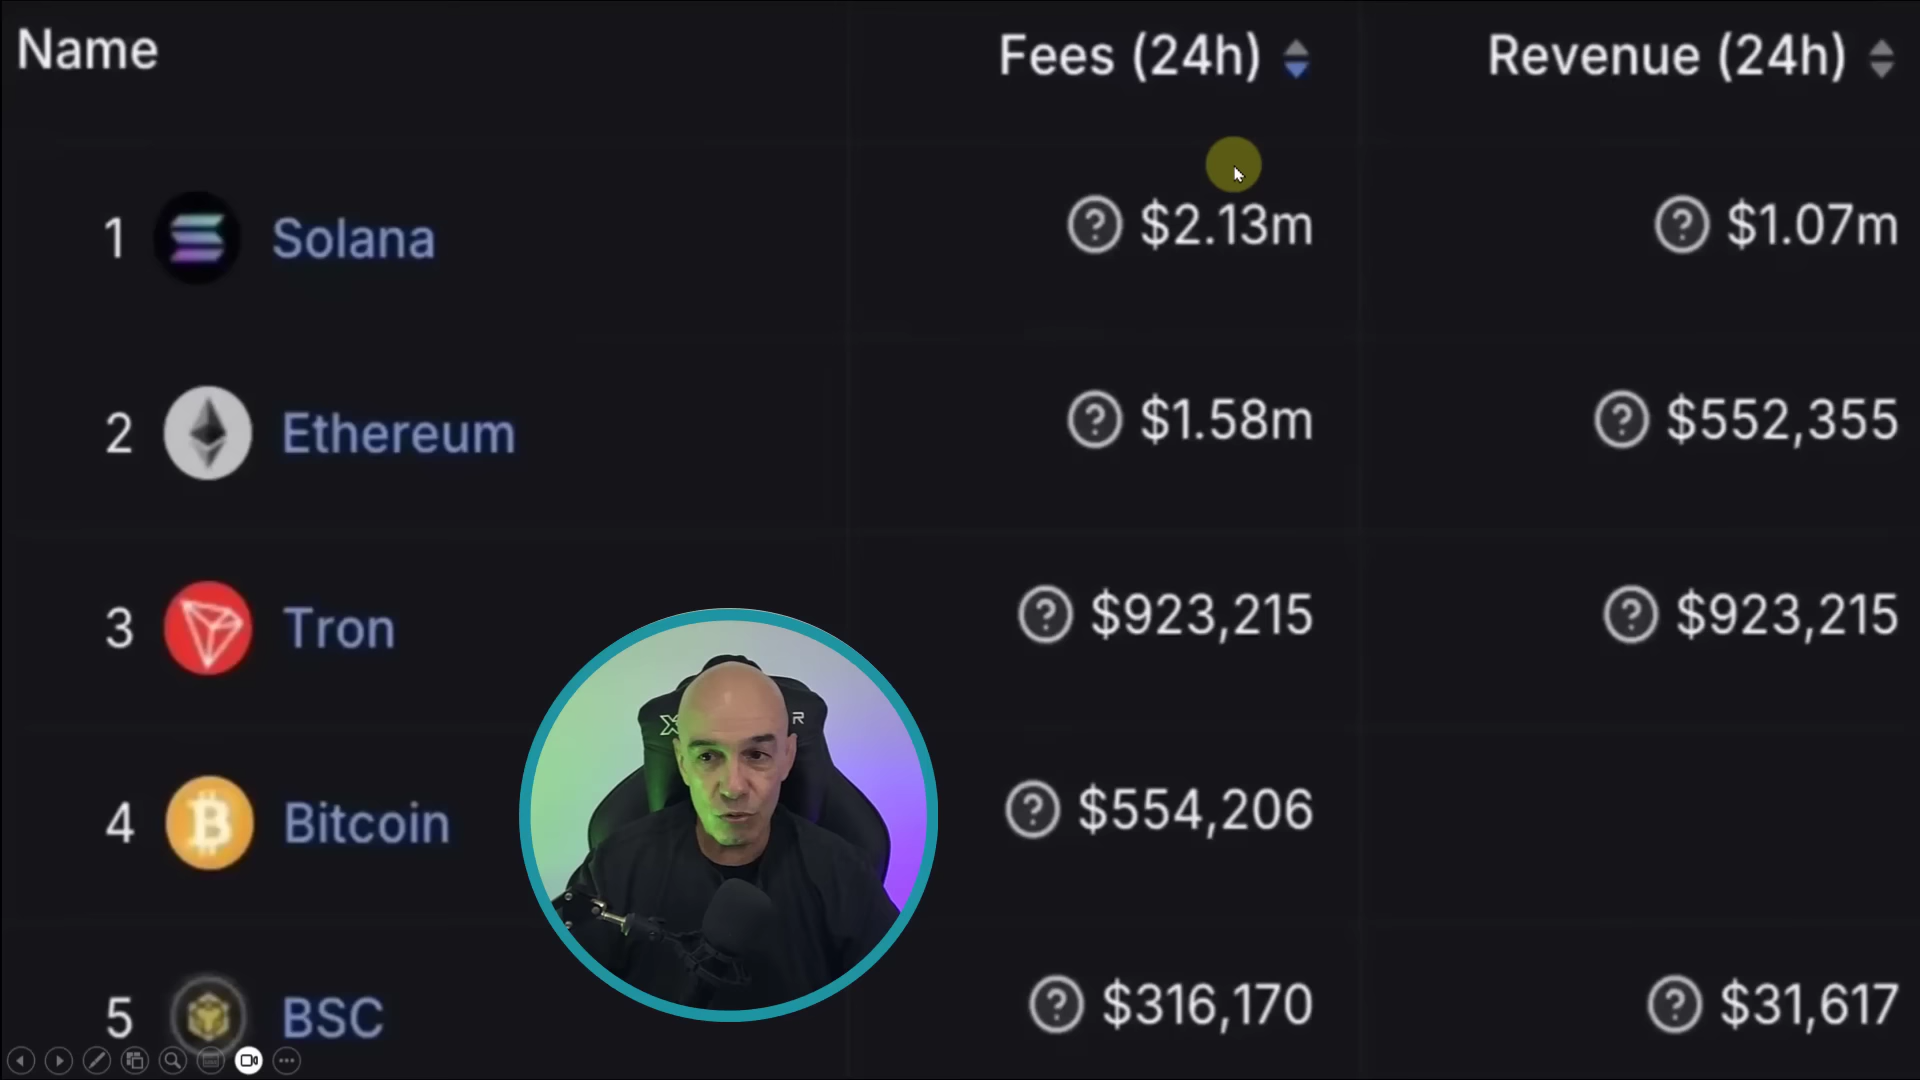 Name Fees (24h) Revenue (24h)
1 Solana $2.13m $1.07m
2 Ethereum $1.58m $552,355
3 Tron $923,215 $923,215
X R
4 Bitcoin $554,206
5 BSC $316,170 $31,617